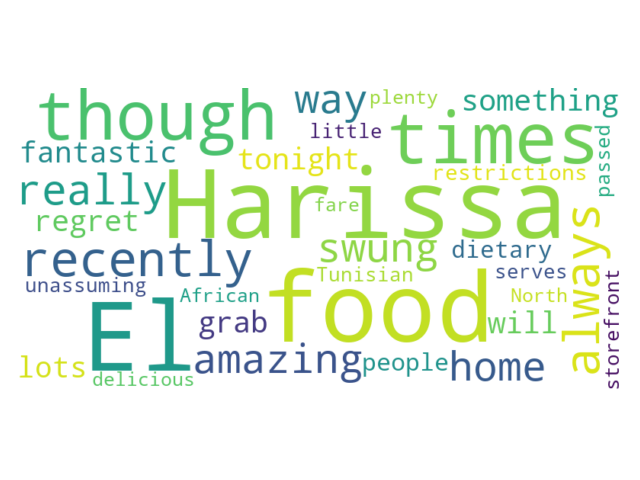 though
way
plenty
something
little
times
passed
fantastic
tonight
restrictions
really
Harissa
fare
regret
always
recently
swung
dietary
unassuming
Tunisian
serves
El
African
food
North
storefront
grab
will
lots
amazing
people
home
delicious